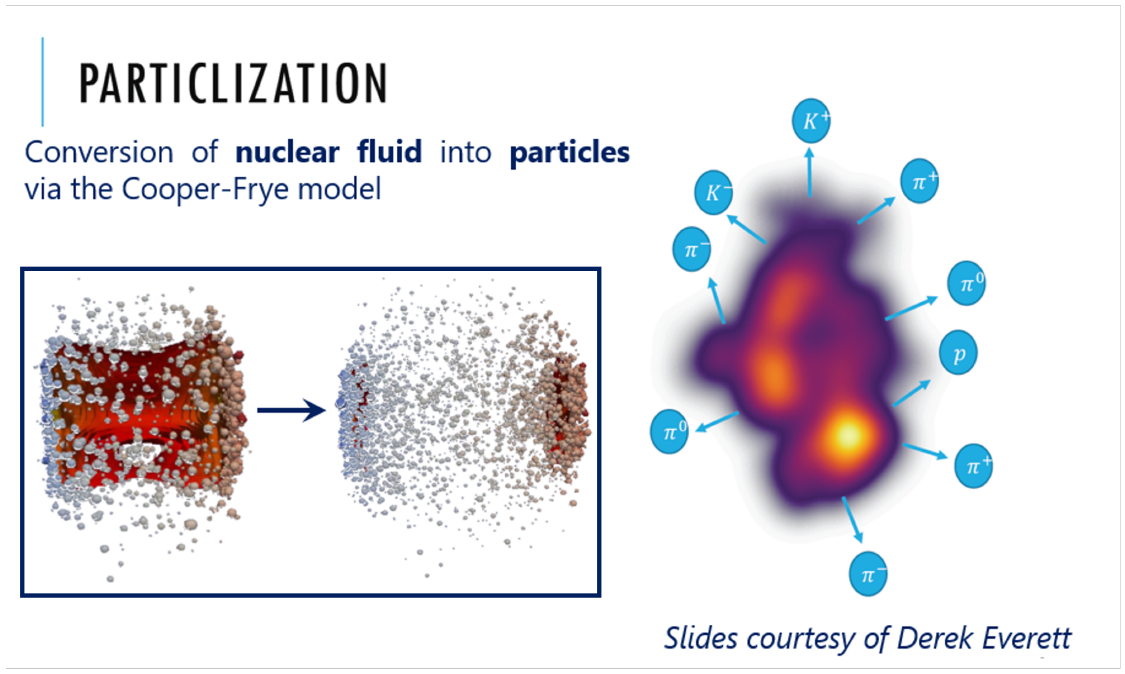 PARTICLIZATION
Conversion of nuclear fluid into particles
via the Cooper-Frye model
K⁺
π⁺
K⁻
π⁻
π⁰
p
π⁰
π⁺
π⁻
Slides courtesy of Derek Everett